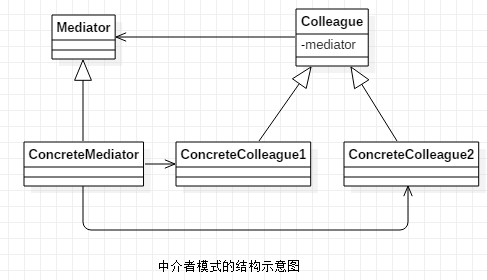 Mediator
Colleague
-mediator
ConcreteMediator
ConcreteColleague1
ConcreteColleague2
中介者模式的结构示意图